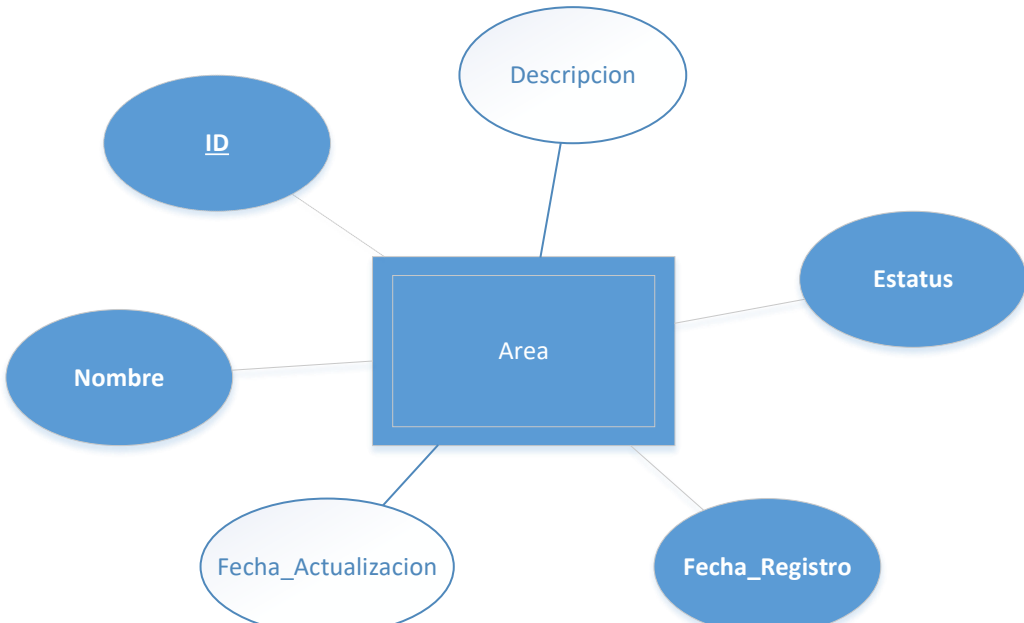 Descripcion
ID
Estatus
Area
Nombre
Fecha_Actualizacion
Fecha_Registro